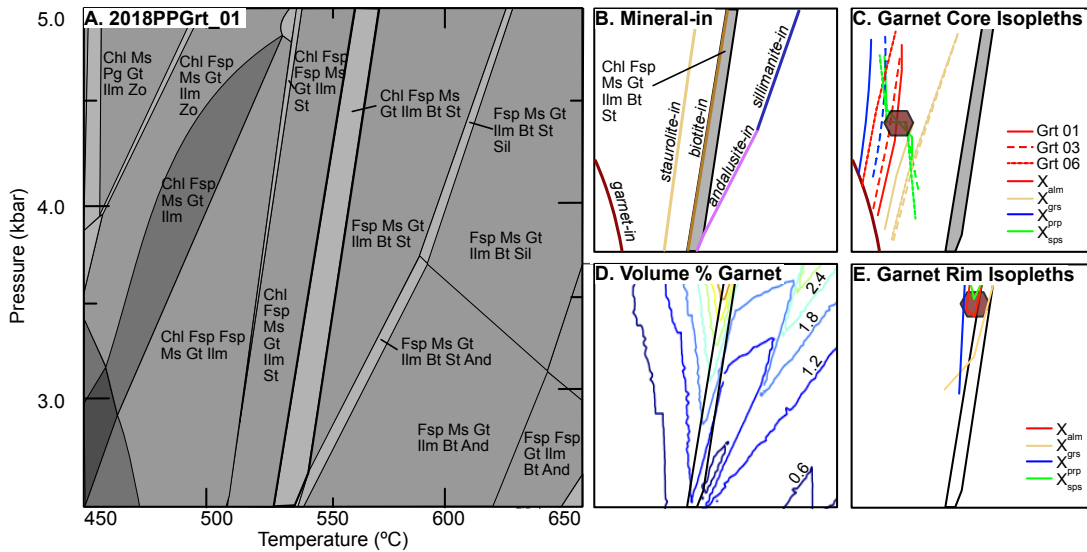 A. 2018PPGrt_01
5.0
4.0
3.0
Pressure (kbar)
450
500
550
600
650
Temperature (ºC)
Chl Ms
Pg Gt
Ilm Zo
Chl Fsp
Ms Gt
Ilm
Zo
Chl Fsp
Fsp Ms
Gt Ilm
St
Chl Fsp Ms
Gt Ilm Bt St
Fsp Ms Gt
Ilm Bt St
Sil
Chl Fsp
Ms Gt
Ilm
Fsp Ms Gt
Ilm Bt St
Fsp Ms Gt
Ilm Bt Sil
Chl Fsp Fsp
Ms Gt Ilm
Chl
Fsp
Ms
Gt
Ilm
St
Fsp Ms Gt
Ilm Bt St And
Fsp Ms Gt
Ilm Bt And
Fsp Fsp
Gt Ilm
Bt And
B. Mineral-in
Chl Fsp
Ms Gt
Ilm Bt
St
garnet-in
staurolite-in
biotite-in
andalusite-in
sillimanite-in
C. Garnet Core Isopleths
Grt 01
Grt 03
Grt 06
Xalm
Xgrs
Xprp
Xsps
D. Volume % Garnet
2.4
1.8
1.2
0.6
E. Garnet Rim Isopleths
Xalm
Xgrs
Xprp
Xsps